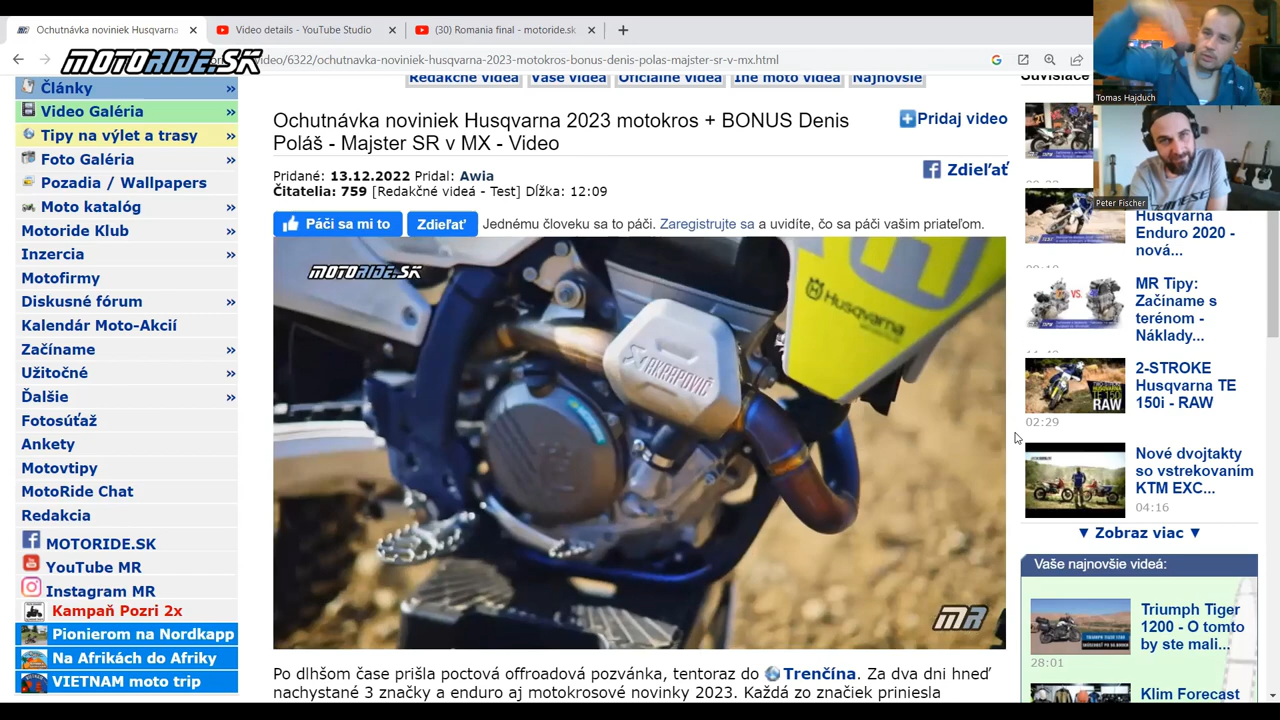 Ochutnávka noviniek Husqvarna
Video details - YouTube Studio
(30) Romania final - motoride.sk
MOTORIDE.SK
video/6322/ochutnavka-noviniek-husqvarna-2023-motokros-bonus-denis-polas-majster-sr-v-mx.html
Tomas Hajduch
Peter Fischer
Redakčné videá
Vaše videá
Oficiálne videá
Iné moto videá
Najnovšie
Súvisiace
Články »
Video Galéria »
Tipy na výlet a trasy »
Foto Galéria »
Pozadia / Wallpapers
Moto katalóg »
Motoride Klub »
Inzercia »
Motofirmy
Diskusné fórum »
Kalendár Moto-Akcií
Začíname »
Užitočné »
Ďalšie »
Fotosúťaž
Ankety
Motovtipy
MotoRide Chat
Redakcia
MOTORIDE.SK
YouTube MR
Instagram MR
Kampaň Pozri 2x
Pionierom na Nordkapp
Na Afrikách do Afriky
VIETNAM moto trip
Ochutnávka noviniek Husqvarna 2023 motokros + BONUS Denis
Poláš - Majster SR v MX - Video
Pridaj video
Zdieľať
Pridané: 13.12.2022 Pridal: Awia
Čitatelia: 759 [Redakčné videá - Test] Dĺžka: 12:09
Páči sa mi to
Zdieľať
Jednému človeku sa to páči. Zaregistrujte sa a uvidíte, čo sa páči vašim priateľom.
MOTORIDE.SK
Husqvarna
AKRAPOVIČ
MR
Po dlhšom čase prišla poctová offroadová pozvánka, tentoraz do Trenčína. Za dva dni hneď
nachystané 3 značky a enduro aj motokrosové novinky 2023. Každá zo značiek priniesla
Husqvarna
Enduro 2020 -
nová...
MR Tipy:
Začíname s
terénom -
Náklady...
VS.
2-STROKE
Husqvarna TE
150i - RAW
RAW
02:29
Nové dvojtakty
so vstrekovaním
KTM EXC...
04:16
▼ Zobraz viac ▼
Vaše najnovšie videá:
Triumph Tiger
1200 - O tomto
by ste mali...
28:01
Klim Forecast